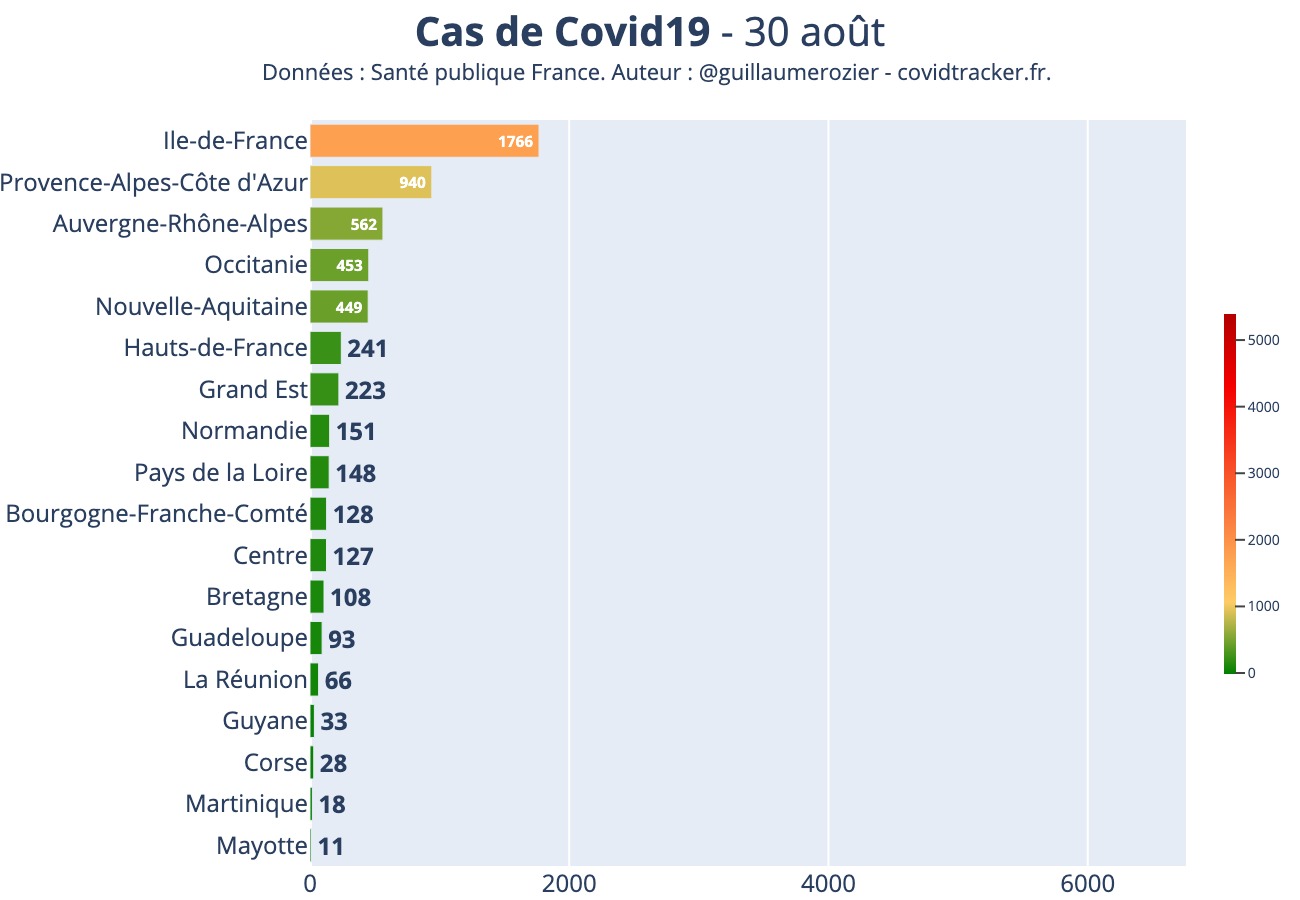 Cas de Covid19 - 30 août
Données : Santé publique France. Auteur : @guillaumerozier - covidtracker.fr.
Ile-de-France 1766
Provence-Alpes-Côte d'Azur 940
Auvergne-Rhône-Alpes 562
Occitanie 453
Nouvelle-Aquitaine 449
Hauts-de-France 241
Grand Est 223
Normandie 151
Pays de la Loire 148
Bourgogne-Franche-Comté 128
Centre 127
Bretagne 108
Guadeloupe 93
La Réunion 66
Guyane 33
Corse 28
Martinique 18
Mayotte 11
0 2000 4000 6000
5000
4000
3000
2000
1000
0